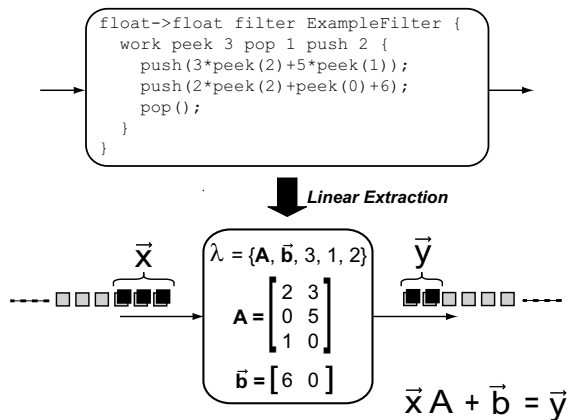 float->float filter ExampleFilter {
work peek 3 pop 1 push 2 {
push(3*peek(2)+5*peek(1));
push(2*peek(2)+peek(0)+6);
pop();
}
}
Linear Extraction
λ = {A, b⃗, 3, 1, 2}
x⃗
y⃗
A = [2 3
0 5
1 0]
b⃗ = [6 0]
x⃗ A + b⃗ = y⃗